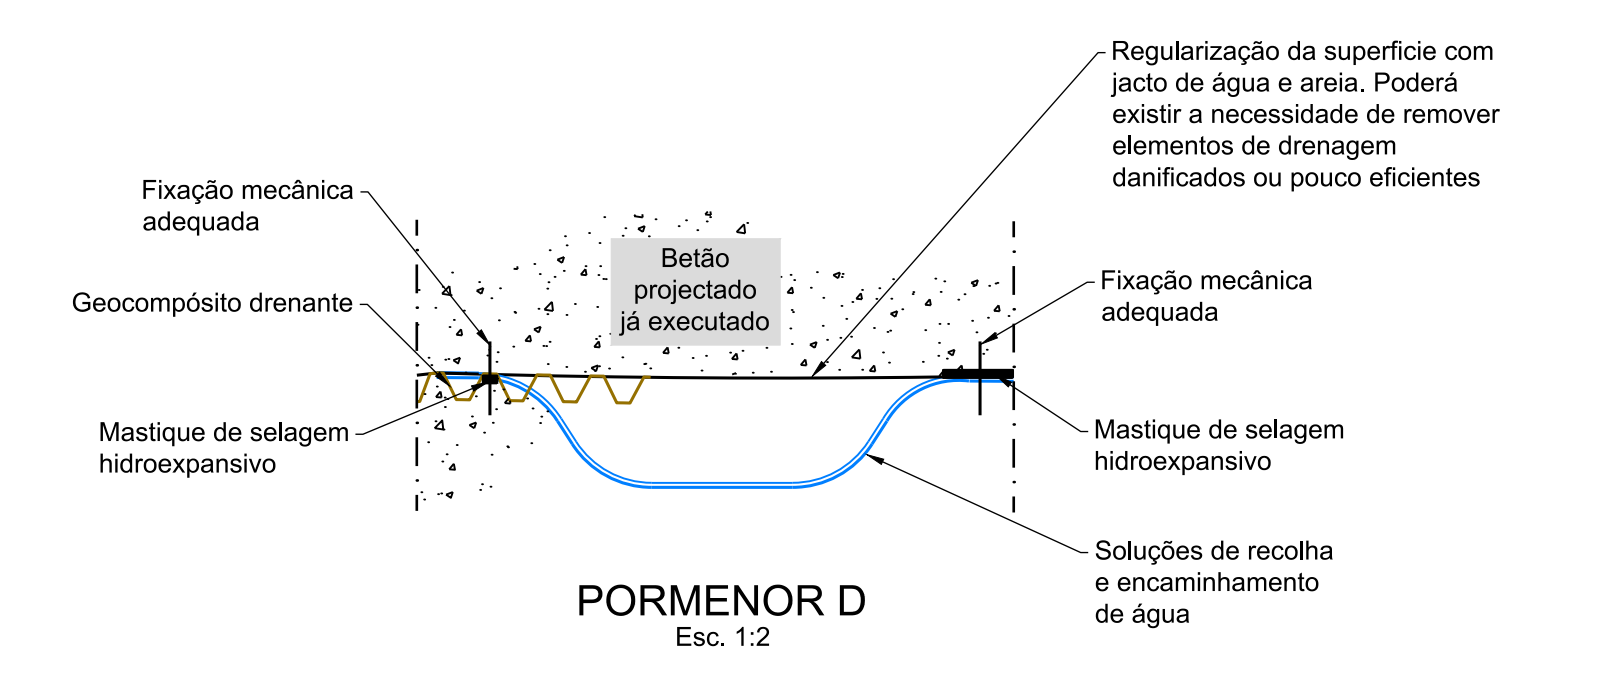 Regularização da superficie com
jacto de água e areia. Poderá
existir a necessidade de remover
elementos de drenagem
danificados ou pouco eficientes
Fixação mecânica
adequada
Betão
projectado
já executado
Fixação mecânica
adequada
Geocompósito drenante
Mastique de selagem
hidroexpansivo
Mastique de selagem
hidroexpansivo
Soluções de recolha
e encaminhamento
de água
PORMENOR D
Esc. 1:2